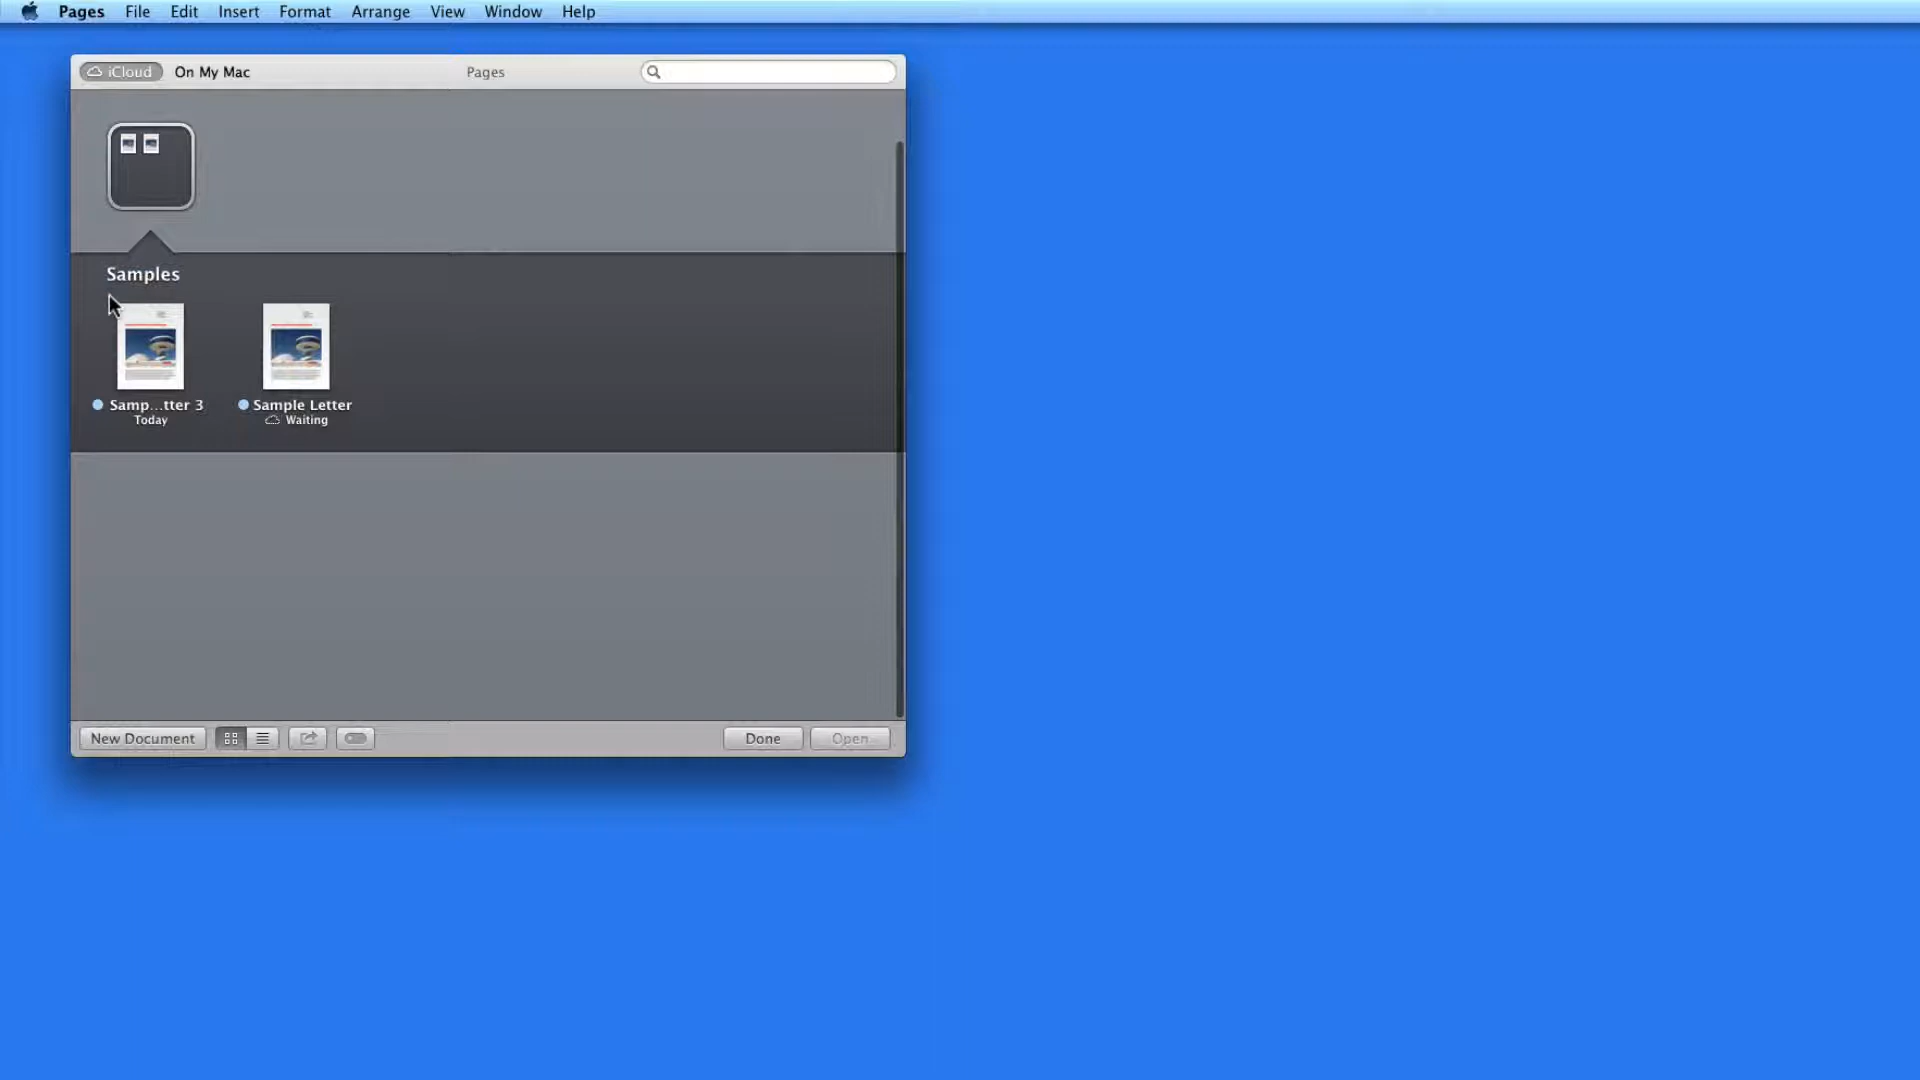 Pages File Edit Insert Format Arrange View Window Help
iCloud On My Mac Pages
Samples
Samp...tter 3 Sample Letter
Today Waiting
New Document Done Open